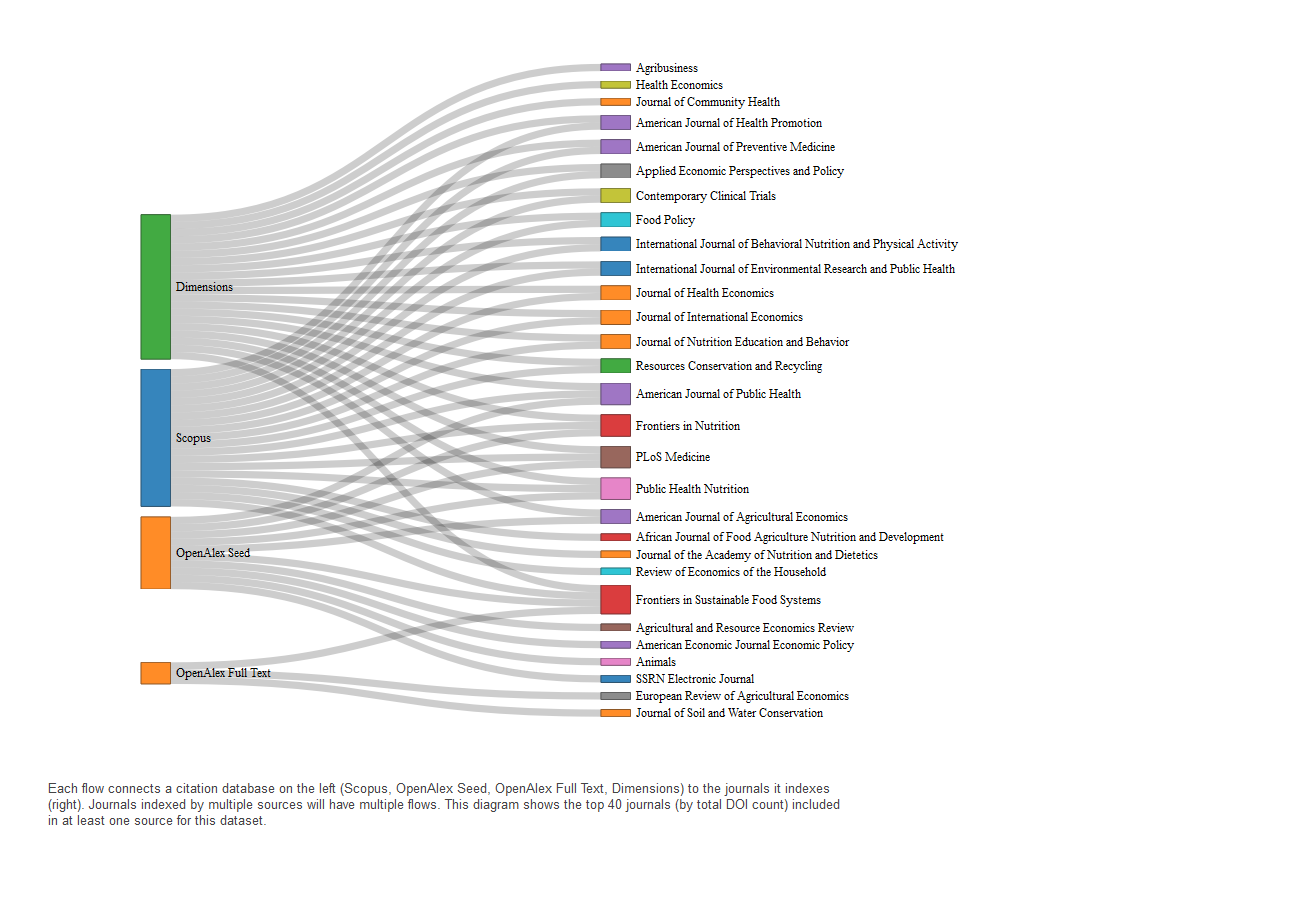 Agribusiness
Health Economics
Journal of Community Health
American Journal of Health Promotion
American Journal of Preventive Medicine
Applied Economic Perspectives and Policy
Contemporary Clinical Trials
Food Policy
International Journal of Behavioral Nutrition and Physical Activity
International Journal of Environmental Research and Public Health
Dimensions
Journal of Health Economics
Journal of International Economics
Journal of Nutrition Education and Behavior
Resources Conservation and Recycling
American Journal of Public Health
Frontiers in Nutrition
Scopus
PLoS Medicine
Public Health Nutrition
American Journal of Agricultural Economics
African Journal of Food Agriculture Nutrition and Development
OpenAlex Seed
Journal of the Academy of Nutrition and Dietetics
Review of Economics of the Household
Frontiers in Sustainable Food Systems
Agricultural and Resource Economics Review
American Economic Journal Economic Policy
Animals
OpenAlex Full Text
SSRN Electronic Journal
European Review of Agricultural Economics
Journal of Soil and Water Conservation
Each flow connects a citation database on the left (Scopus, OpenAlex Seed, OpenAlex Full Text, Dimensions) to the journals it indexes
(right). Journals indexed by multiple sources will have multiple flows. This diagram shows the top 40 journals (by total DOI count) included
in at least one source for this dataset.